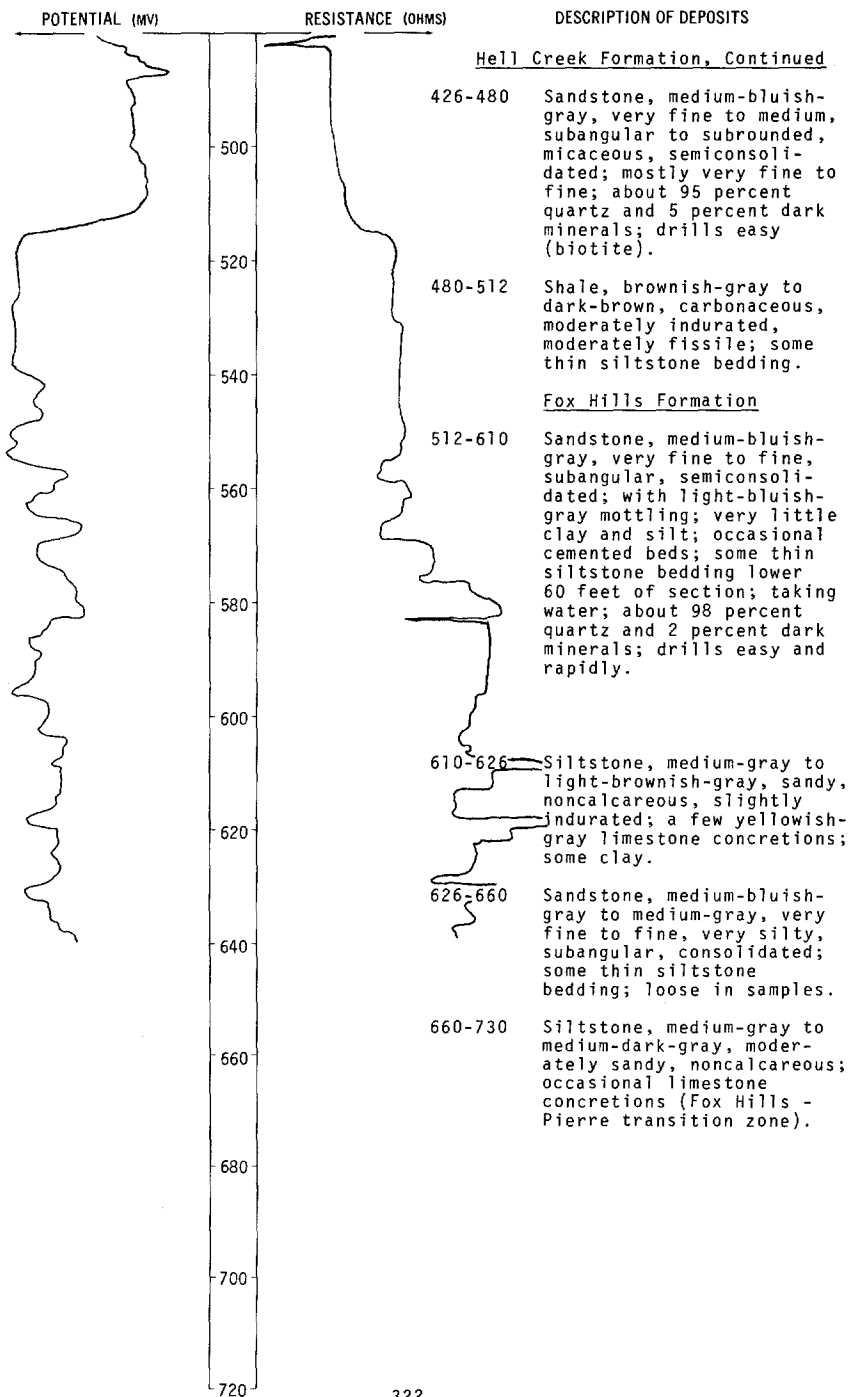 POTENTIAL (MV) RESISTANCE (OHMS) DESCRIPTION OF DEPOSITS
Hell Creek Formation, Continued
426-480 Sandstone, medium-bluish-
gray, very fine to medium,
subangular to subrounded,
micaceous, semiconsoli-
dated; mostly very fine to
fine; about 95 percent
quartz and 5 percent dark
minerals; drills easy
(biotite).
480-512 Shale, brownish-gray to
dark-brown, carbonaceous,
moderately indurated,
moderately fissile; some
thin siltstone bedding.
Fox Hills Formation
512-610 Sandstone, medium-bluish-
gray, very fine to fine,
subangular, semiconsoli-
dated; with light-bluish-
gray mottling; very little
clay and silt; occasional
cemented beds; some thin
siltstone bedding lower
60 feet of section; taking
water; about 98 percent
quartz and 2 percent dark
minerals; drills easy and
rapidly.
610-626 Siltstone, medium-gray to
light-brownish-gray, sandy,
noncalcareous, slightly
indurated; a few yellowish-
gray limestone concretions;
some clay.
626-660 Sandstone, medium-bluish-
gray to medium-gray, very
fine to fine, very silty,
subangular, consolidated;
some thin siltstone
bedding; loose in samples.
660-730 Siltstone, medium-gray to
medium-dark-gray, moder-
ately sandy, noncalcareous;
occasional limestone
concretions (Fox Hills -
Pierre transition zone).
500
520
540
560
580
600
620
640
660
680
700
720
322